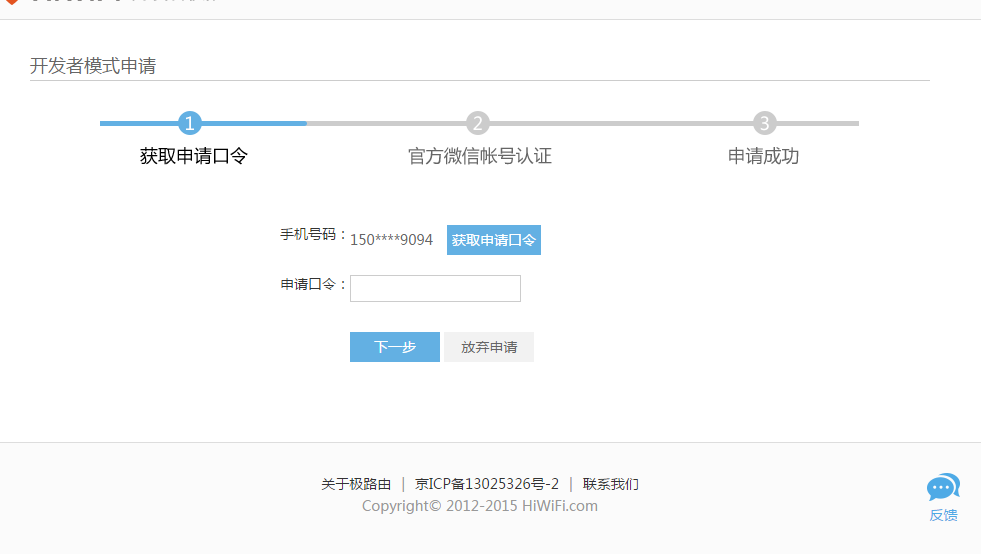 开发者模式申请
1 2 3
获取申请口令 官方微信帐号认证 申请成功
手机号码： 150****9094 获取申请口令
申请口令：
下一步 放弃申请
关于极路由 | 京ICP备13025326号-2 | 联系我们
Copyright© 2012-2015 HiWiFi.com
反馈